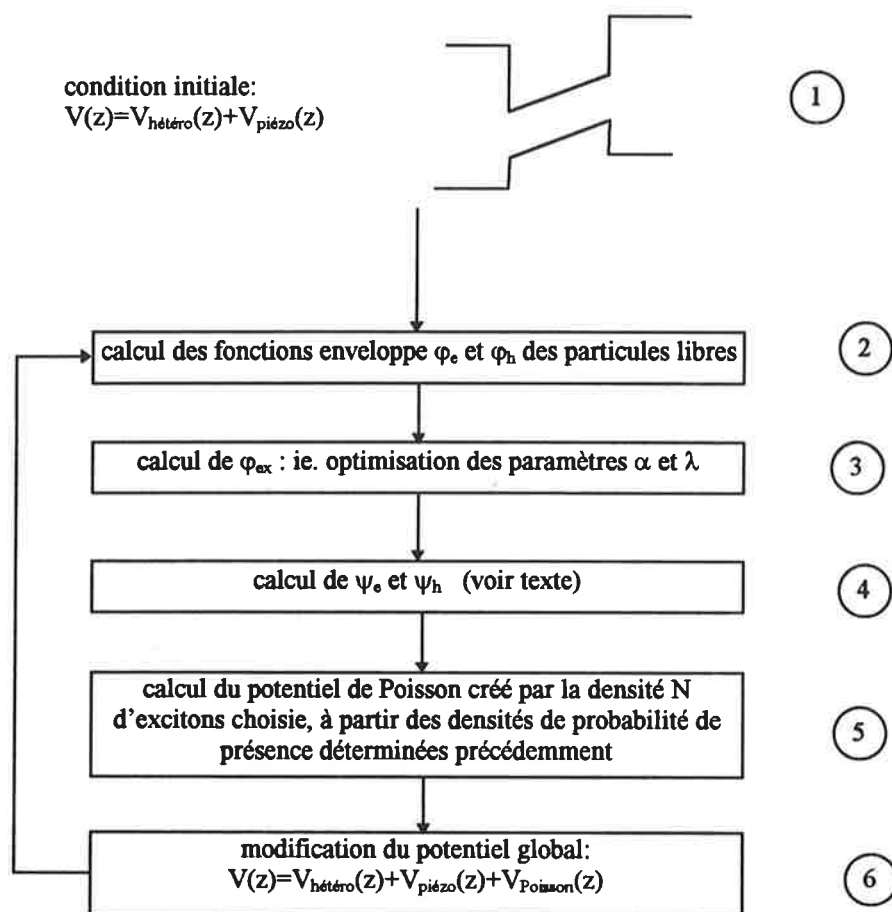 condition initiale:
V(z)=Vhétéro(z)+Vpiézo(z)
1
calcul des fonctions enveloppe φe et φh des particules libres
2
calcul de φex : ie. optimisation des paramètres α et λ
3
calcul de ψe et ψh (voir texte)
4
calcul du potentiel de Poisson créé par la densité N
d'excitons choisie, à partir des densités de probabilité de
présence déterminées précédemment
5
modification du potentiel global:
V(z)=Vhétéro(z)+Vpiézo(z)+VPoisson(z)
6